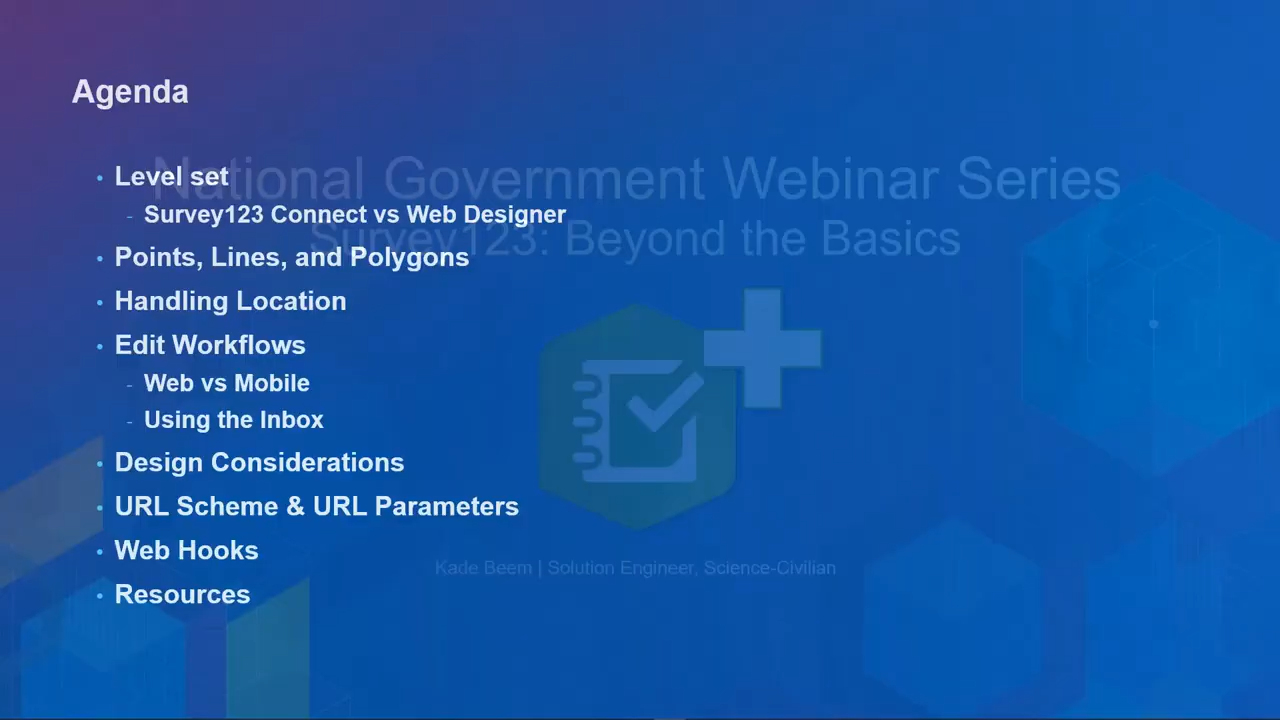 Agenda
National Government Webinar Series
Survey123: Beyond the Basics
• Level set
- Survey123 Connect vs Web Designer
• Points, Lines, and Polygons
• Handling Location
• Edit Workflows
- Web vs Mobile
- Using the Inbox
• Design Considerations
• URL Scheme & URL Parameters
• Web Hooks
Kade Beem | Solution Engineer, Science-Civilian
• Resources